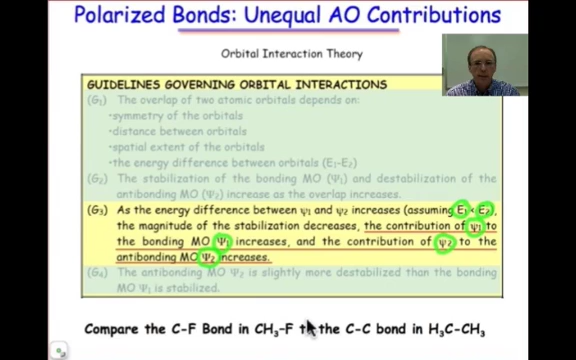 Polarized Bonds: Unequal AO Contributions
Orbital Interaction Theory
GUIDELINES GOVERNING ORBITAL INTERACTIONS
(G₁) The overlap of two atomic orbitals depends on:
•symmetry of the orbitals
•distance between orbitals
•spatial extent of the orbitals
•the energy difference between orbitals (E₁-E₂)
(G₂) The stabilization of the bonding MO (Ψ₁) and destabilization of the
antibonding MO (Ψ₂) increase as the overlap increases.
(G₃) As the energy difference between ψ₁ and ψ₂ increases (assuming E₁ < E₂),
the magnitude of the stabilization decreases, the contribution of ψ₁ to
the bonding MO Ψ₁ increases, and the contribution of ψ₂ to the
antibonding MO Ψ₂ increases.
(G₄) The antibonding MO Ψ₂ is slightly more destabilized than the bonding
MO Ψ₁ is stabilized.
Compare the C–F Bond in CH₃–F to the C–C bond in H₃C–CH₃